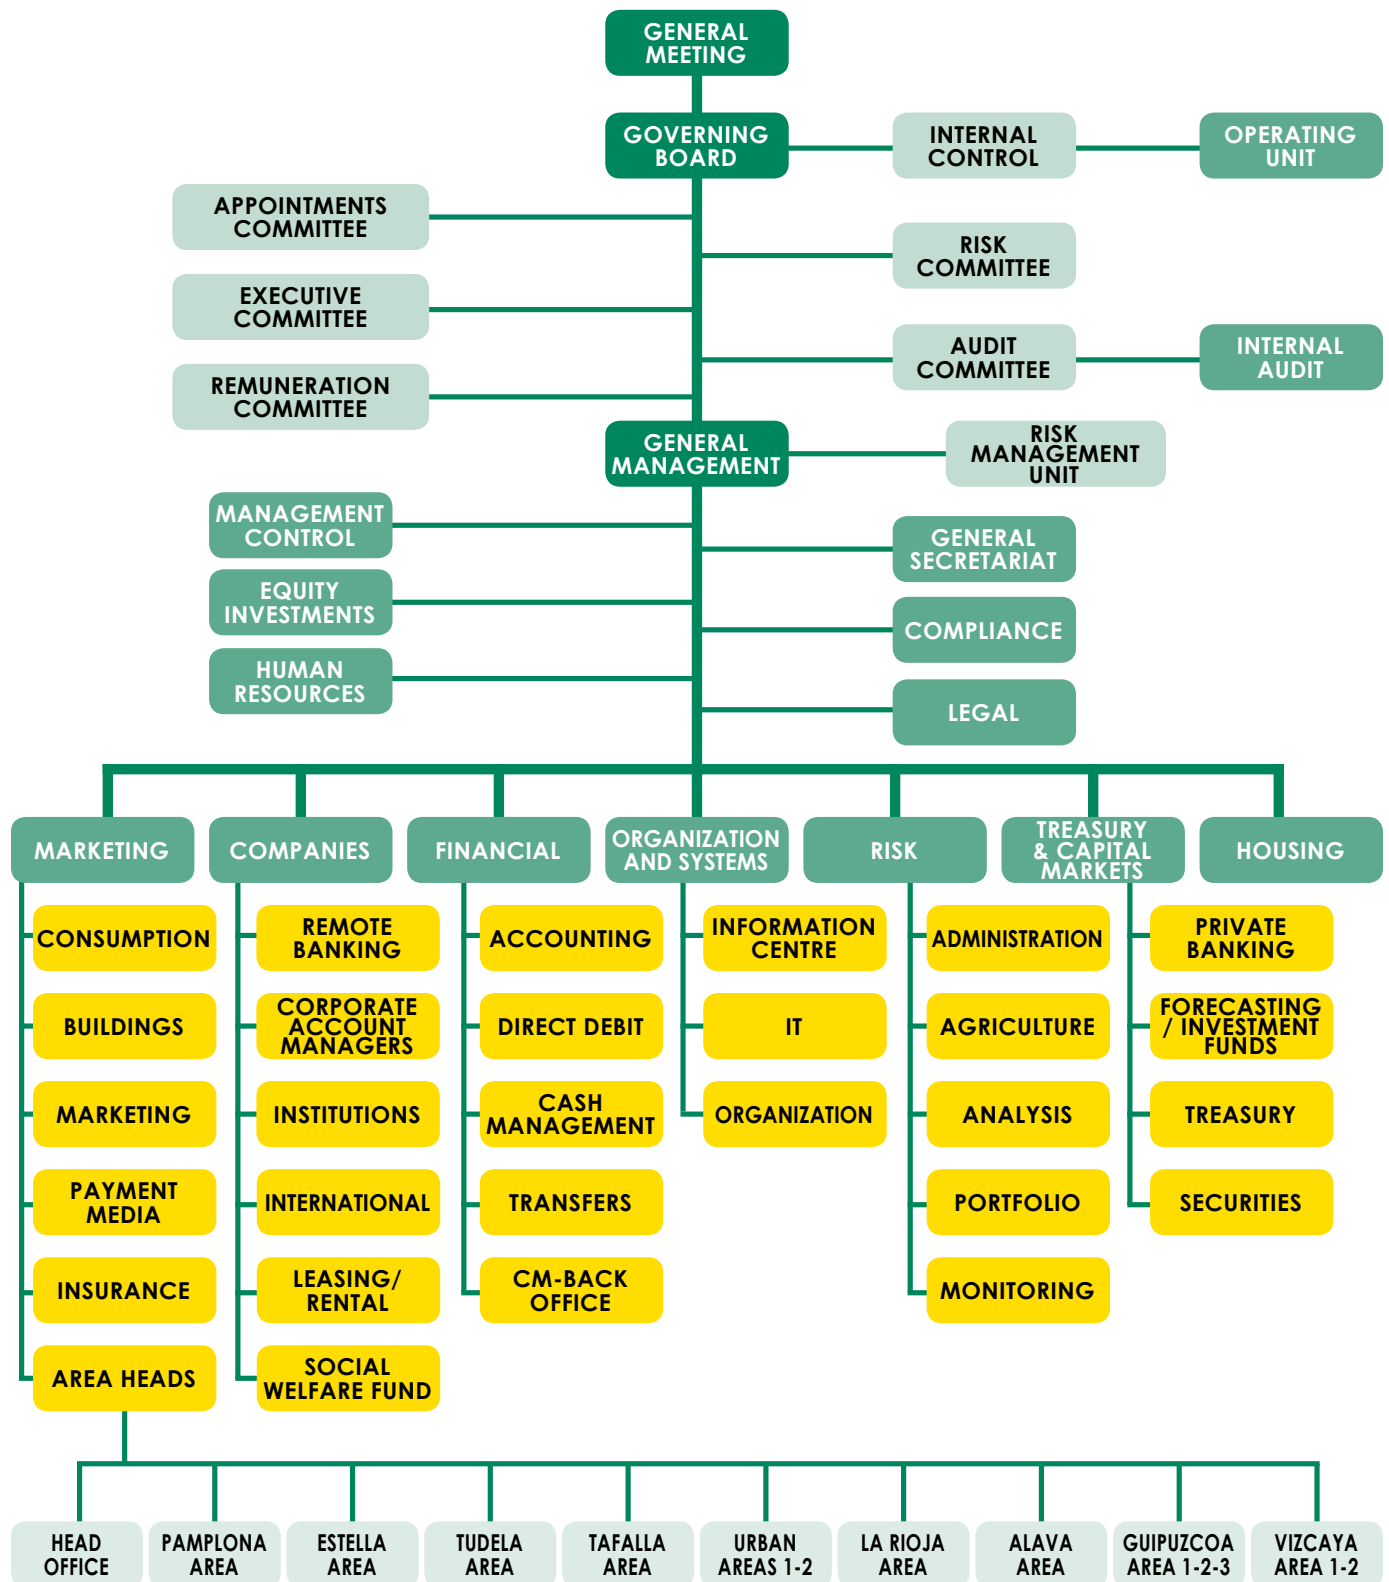 GENERAL
MEETING
GOVERNING
BOARD
INTERNAL
CONTROL
OPERATING
UNIT
APPOINTMENTS
COMMITTEE
RISK
COMMITTEE
EXECUTIVE
COMMITTEE
AUDIT
COMMITTEE
INTERNAL
AUDIT
REMUNERATION
COMMITTEE
GENERAL
MANAGEMENT
RISK
MANAGEMENT
UNIT
MANAGEMENT
CONTROL
GENERAL
SECRETARIAT
EQUITY
INVESTMENTS
COMPLIANCE
HUMAN
RESOURCES
LEGAL
MARKETING
COMPANIES
FINANCIAL
ORGANIZATION
AND SYSTEMS
RISK
TREASURY
& CAPITAL
MARKETS
HOUSING
CONSUMPTION
REMOTE
BANKING
ACCOUNTING
INFORMATION
CENTRE
ADMINISTRATION
PRIVATE
BANKING
BUILDINGS
CORPORATE
ACCOUNT
MANAGERS
DIRECT DEBIT
IT
AGRICULTURE
FORECASTING
/ INVESTMENT
FUNDS
MARKETING
INSTITUTIONS
CASH
MANAGEMENT
ORGANIZATION
ANALYSIS
TREASURY
PAYMENT
MEDIA
INTERNATIONAL
TRANSFERS
PORTFOLIO
SECURITIES
INSURANCE
LEASING/
RENTAL
CM-BACK
OFFICE
MONITORING
AREA HEADS
SOCIAL
WELFARE FUND
HEAD
OFFICE
PAMPLONA
AREA
ESTELLA
AREA
TUDELA
AREA
TAFALLA
AREA
URBAN
AREAS 1-2
LA RIOJA
AREA
ALAVA
AREA
GUIPUZCOA
AREA 1-2-3
VIZCAYA
AREA 1-2